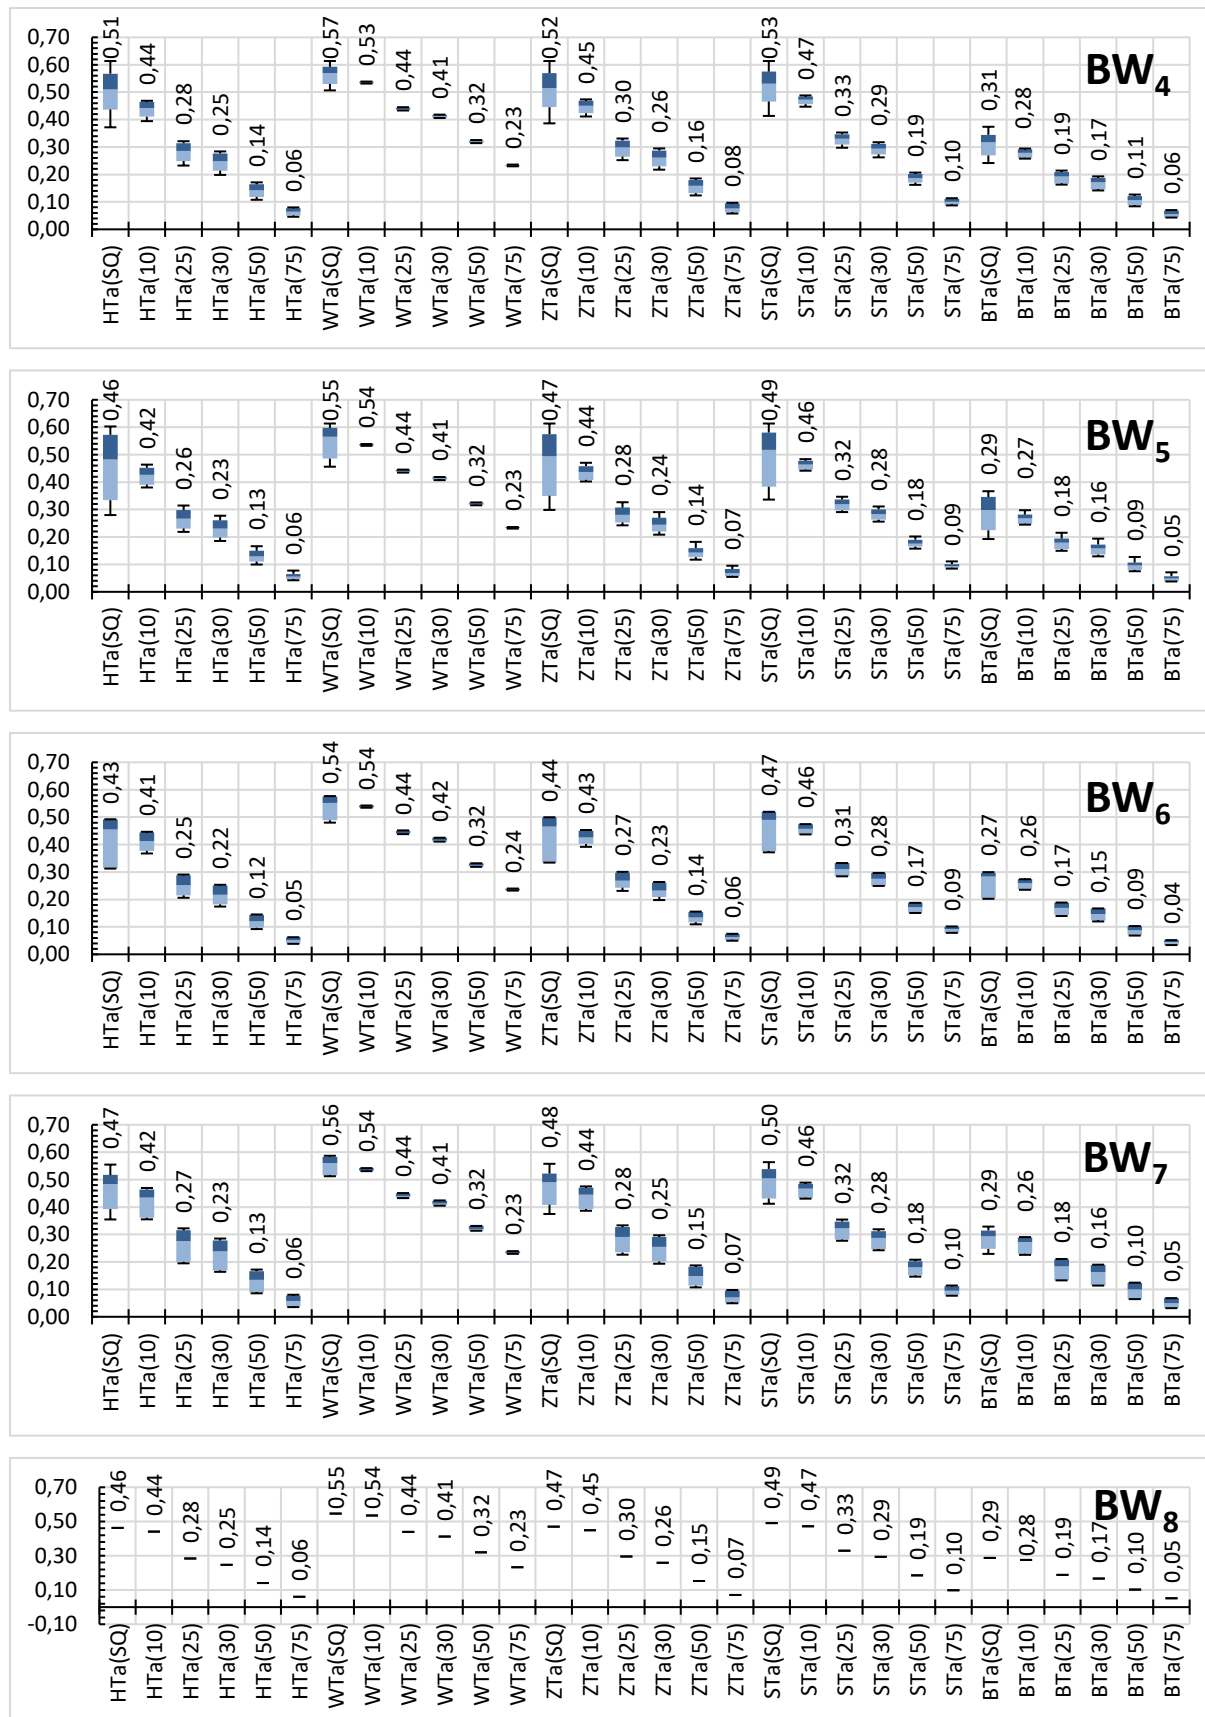 0,51 0,44 0,28 0,25 0,14 0,06 0,57 0,53 0,44 0,41 0,32 0,23 0,52 0,45 0,30 0,26 0,16 0,08 0,53 0,47 0,33 0,29 0,19 0,10 0,31 0,28 0,19 0,17 0,11 0,06
BW4
0,70
0,60
0,50
0,40
0,30
0,20
0,10
0,00
HTa(SQ) HTa(10) HTa(25) HTa(30) HTa(50) HTa(75) WTa(SQ) WTa(10) WTa(25) WTa(30) WTa(50) WTa(75) ZTa(SQ) ZTa(10) ZTa(25) ZTa(30) ZTa(50) ZTa(75) STa(SQ) STa(10) STa(25) STa(30) STa(50) STa(75) BTa(SQ) BTa(10) BTa(25) BTa(30) BTa(50) BTa(75)
0,46 0,42 0,26 0,23 0,13 0,06 0,55 0,54 0,44 0,41 0,32 0,23 0,47 0,44 0,28 0,24 0,14 0,07 0,49 0,46 0,32 0,28 0,18 0,09 0,29 0,27 0,18 0,16 0,09 0,05
BW5
0,70
0,60
0,50
0,40
0,30
0,20
0,10
0,00
HTa(SQ) HTa(10) HTa(25) HTa(30) HTa(50) HTa(75) WTa(SQ) WTa(10) WTa(25) WTa(30) WTa(50) WTa(75) ZTa(SQ) ZTa(10) ZTa(25) ZTa(30) ZTa(50) ZTa(75) STa(SQ) STa(10) STa(25) STa(30) STa(50) STa(75) BTa(SQ) BTa(10) BTa(25) BTa(30) BTa(50) BTa(75)
0,43 0,41 0,25 0,22 0,12 0,05 0,54 0,54 0,44 0,42 0,32 0,24 0,44 0,43 0,27 0,23 0,14 0,06 0,47 0,46 0,31 0,28 0,17 0,09 0,27 0,26 0,17 0,15 0,09 0,04
BW6
0,70
0,60
0,50
0,40
0,30
0,20
0,10
0,00
HTa(SQ) HTa(10) HTa(25) HTa(30) HTa(50) HTa(75) WTa(SQ) WTa(10) WTa(25) WTa(30) WTa(50) WTa(75) ZTa(SQ) ZTa(10) ZTa(25) ZTa(30) ZTa(50) ZTa(75) STa(SQ) STa(10) STa(25) STa(30) STa(50) STa(75) BTa(SQ) BTa(10) BTa(25) BTa(30) BTa(50) BTa(75)
0,47 0,42 0,27 0,23 0,13 0,06 0,56 0,54 0,44 0,41 0,32 0,23 0,48 0,44 0,28 0,25 0,15 0,07 0,50 0,46 0,32 0,28 0,18 0,10 0,29 0,26 0,18 0,16 0,10 0,05
BW7
0,70
0,60
0,50
0,40
0,30
0,20
0,10
0,00
HTa(SQ) HTa(10) HTa(25) HTa(30) HTa(50) HTa(75) WTa(SQ) WTa(10) WTa(25) WTa(30) WTa(50) WTa(75) ZTa(SQ) ZTa(10) ZTa(25) ZTa(30) ZTa(50) ZTa(75) STa(SQ) STa(10) STa(25) STa(30) STa(50) STa(75) BTa(SQ) BTa(10) BTa(25) BTa(30) BTa(50) BTa(75)
0,46 0,44 0,28 0,25 0,14 0,06 0,55 0,54 0,44 0,41 0,32 0,23 0,47 0,45 0,30 0,26 0,15 0,07 0,49 0,47 0,33 0,29 0,19 0,10 0,29 0,28 0,19 0,17 0,10 0,05
BW8
0,70
0,50
0,30
0,10
-0,10
HTa(SQ) HTa(10) HTa(25) HTa(30) HTa(50) HTa(75) WTa(SQ) WTa(10) WTa(25) WTa(30) WTa(50) WTa(75) ZTa(SQ) ZTa(10) ZTa(25) ZTa(30) ZTa(50) ZTa(75) STa(SQ) STa(10) STa(25) STa(30) STa(50) STa(75) BTa(SQ) BTa(10) BTa(25) BTa(30) BTa(50) BTa(75)